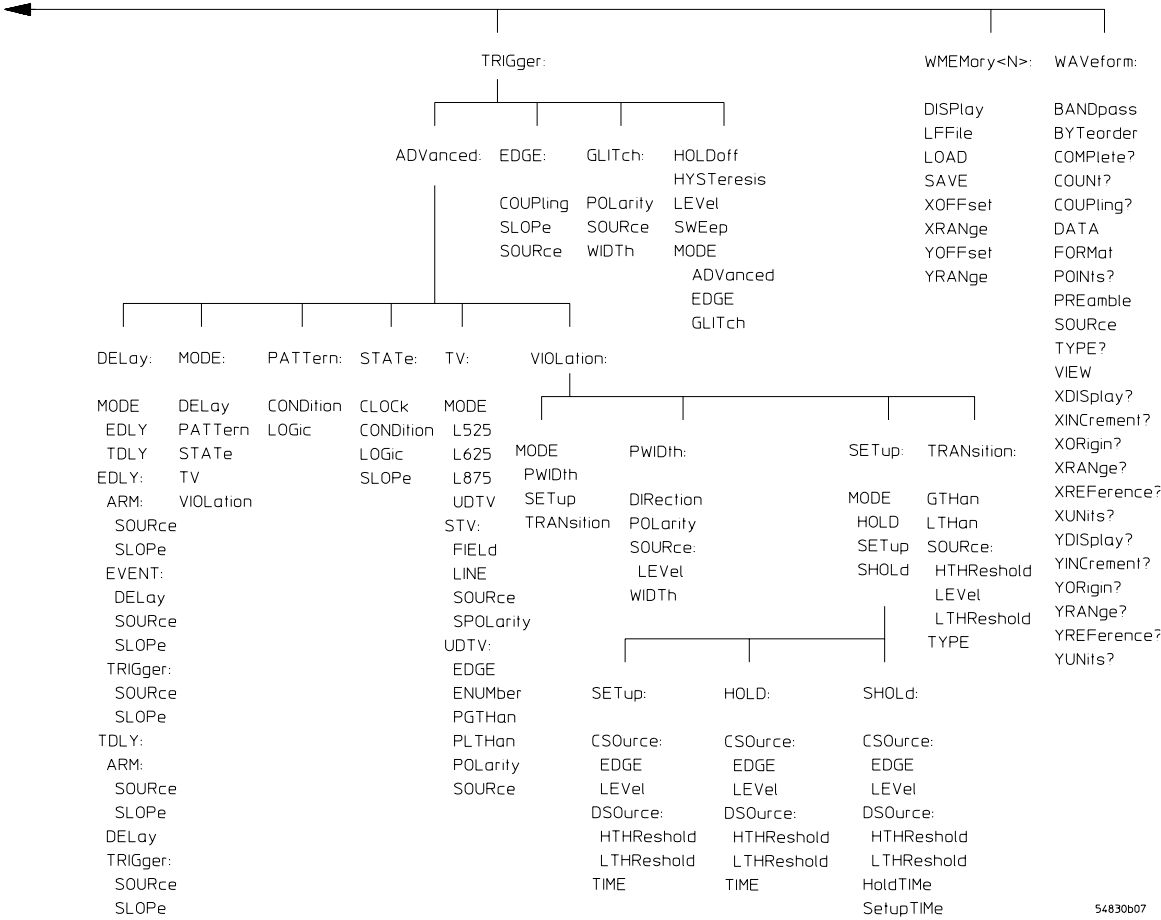 TRIGger:
ADVanced:
EDGE:
COUPling
SLOPe
SOURce
GLITch:
POLarity
SOURce
WIDTh
HOLDoff
HYSTeresis
LEVel
SWEep
MODE
ADVanced
EDGE
GLITch
WMEMory<N>:
DISPlay
LFFile
LOAD
SAVE
XOFFset
XRANge
YOFFset
YRANge
WAVeform:
BANDpass
BYTeorder
COMPlete?
COUNt?
COUPling?
DATA
FORMat
POINts?
PREamble
SOURce
TYPE?
VIEW
XDISplay?
XINCrement?
XORigin?
XRANge?
XREFerence?
XUNits?
YDISplay?
YINCrement?
YORigin?
YRANge?
YREFerence?
YUNits?
DELay:
MODE
EDLY
TDLY
EDLY:
ARM:
SOURce
SLOPe
EVENT:
DELay
SOURce
SLOPe
TRIGger:
SOURce
SLOPe
TDLY:
ARM:
SOURce
SLOPe
DELay
TRIGger:
SOURce
SLOPe
MODE:
DELay
PATTern
STATe
TV
VIOLation
PATTern:
CONDition
LOGic
STATe:
CLOCk
CONDition
LOGic
SLOPe
TV:
MODE
L525
L625
L875
UDTV
STV:
FIELd
LINE
SOURce
SPOLarity
UDTV:
EDGE
ENUMber
PGTHan
PLTHan
POLarity
SOURce
VIOLation:
MODE
PWIDth
SETup
TRANsition
PWIDth:
DIRection
POLarity
SOURce:
LEVel
WIDTh
SETup:
MODE
HOLD
SETup
SHOLd
TRANsition:
GTHan
LTHan
SOURce:
HTHReshold
LEVel
LTHReshold
TYPE
SETup:
CSOurce:
EDGE
LEVel
DSOurce:
HTHReshold
LTHReshold
TIME
HOLD:
CSOurce:
EDGE
LEVel
DSOurce:
HTHReshold
LTHReshold
TIME
SHOLd:
CSOurce:
EDGE
LEVel
DSOurce:
HTHReshold
LTHReshold
HoldTIMe
SetupTIMe
54830b07